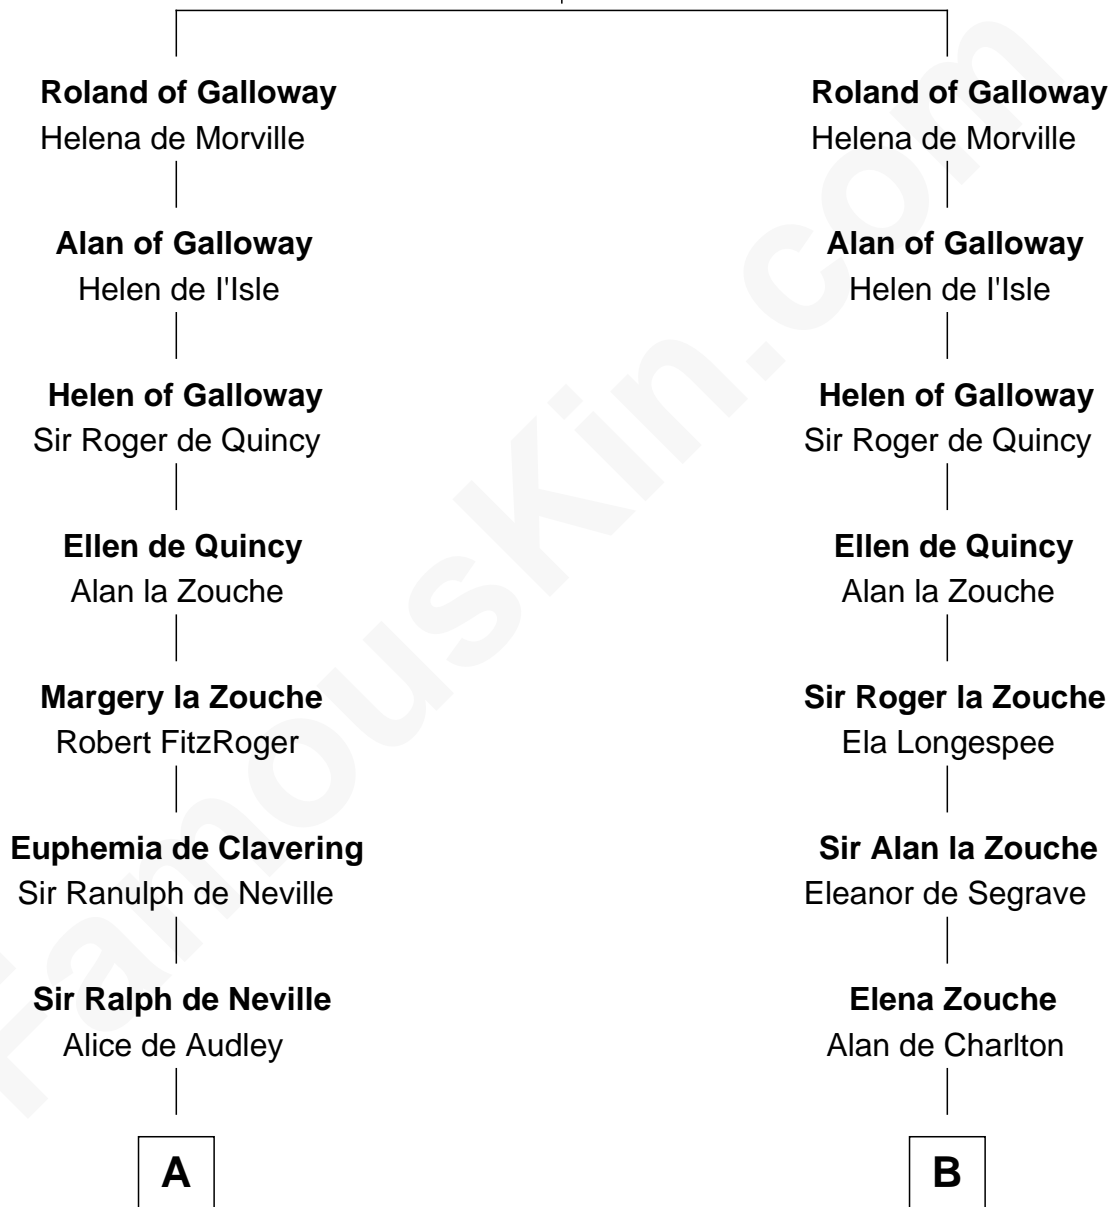 Roland of Galloway
Helena de Morville
Alan of Galloway
Helen de l'Isle
Helen of Galloway
Sir Roger de Quincy
Ellen de Quincy
Alan la Zouche
Margery la Zouche
Robert FitzRoger
Euphemia de Clavering
Sir Ranulph de Neville
Sir Ralph de Neville
Alice de Audley
A
Roland of Galloway
Helena de Morville
Alan of Galloway
Helen de l'Isle
Helen of Galloway
Sir Roger de Quincy
Ellen de Quincy
Alan la Zouche
Sir Roger la Zouche
Ela Longespee
Sir Alan la Zouche
Eleanor de Segrave
Elena Zouche
Alan de Charlton
B
FamousKin.com